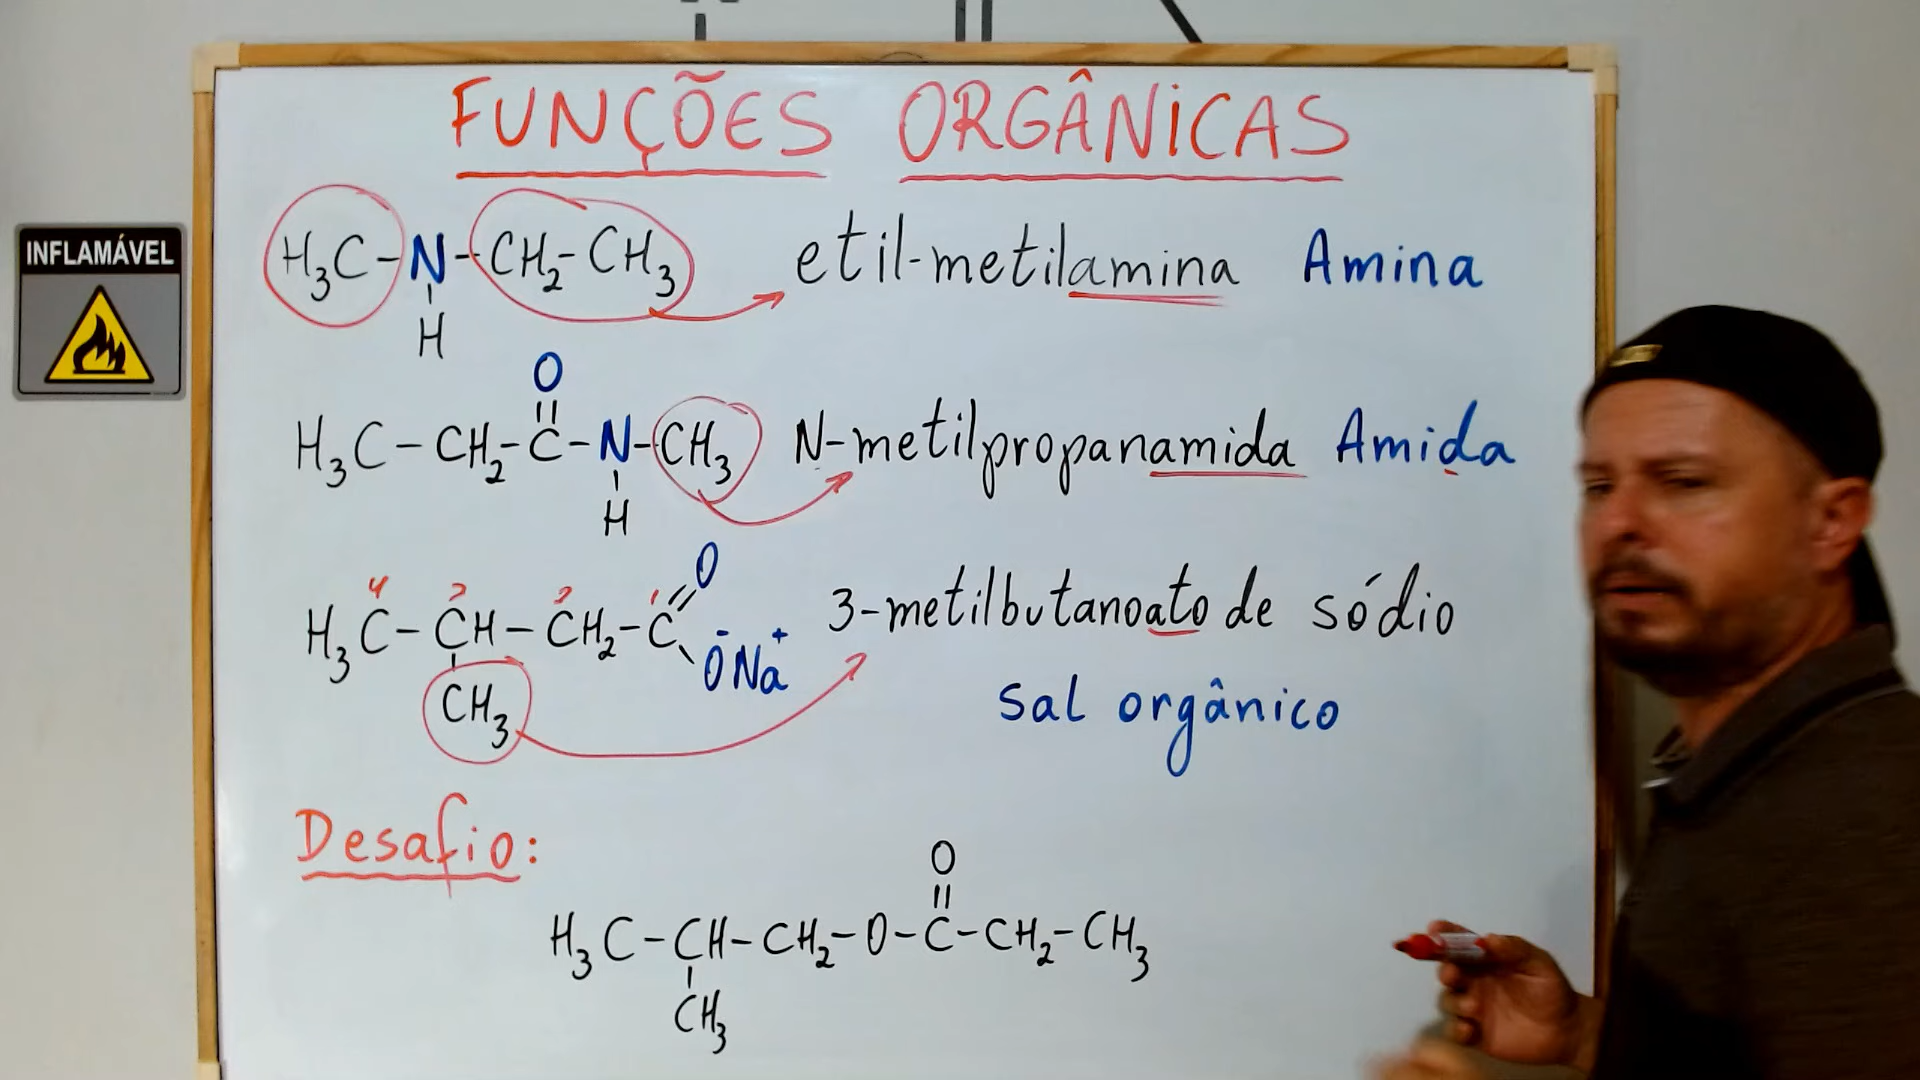 FUNÇÕES ORGÂNICAS
INFLAMÁVEL
H₃C-N-CH₂-CH₃ etil-metilamina Amina
H
O
H₃C-CH₂-C-N-CH₃ N-metilpropanamida Amida
H
O
4 3 2 1
H₃C-CH-CH₂-C 3-metilbutanoato de sódio
O⁻Na⁺
CH₃ Sal orgânico
Desafio:
O
H₃C-CH-CH₂-O-C-CH₂-CH₃
CH₃